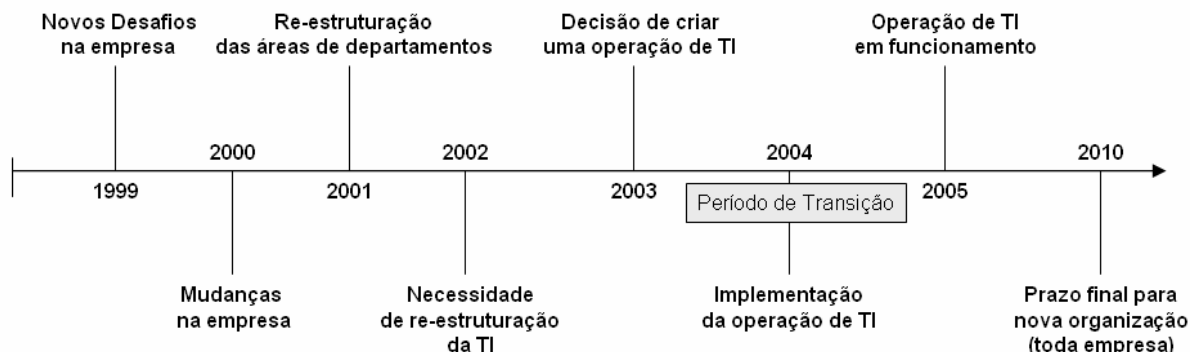 Novos Desafios
na empresa
Re-estruturação
das áreas de departamentos
Decisão de criar
uma operação de TI
Operação de TI
em funcionamento
2000
2002
2004
2010
1999
2001
2003
2005
Período de Transição
Mudanças
na empresa
Necessidade
de re-estruturação
da TI
Implementação
da operação de TI
Prazo final para
nova organização
(toda empresa)